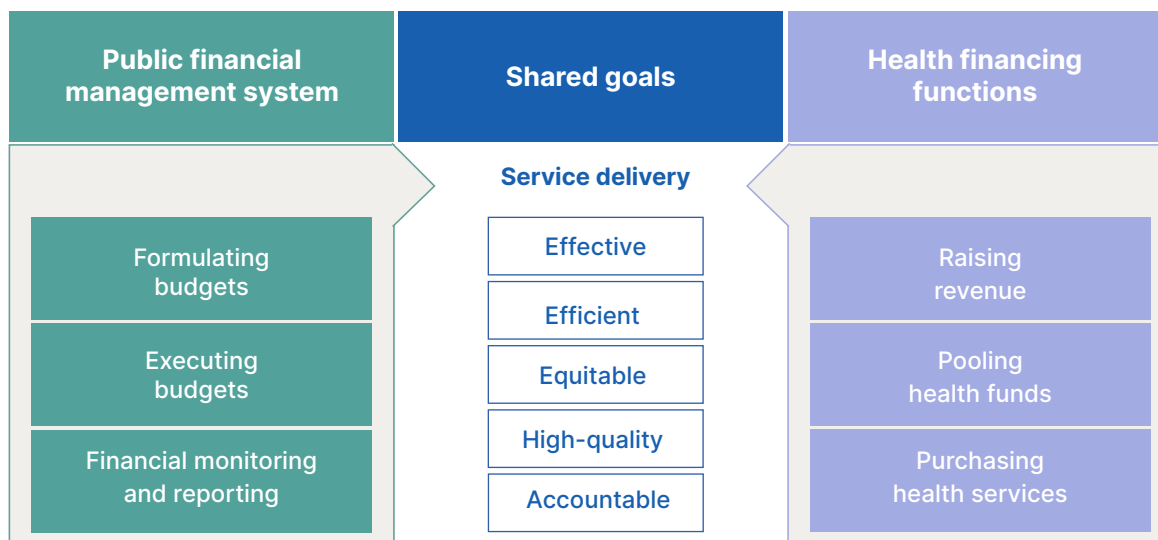 Public financial
management system
Shared goals
Health financing
functions
Service delivery
Formulating
budgets
Executing
budgets
Financial monitoring
and reporting
Effective
Efficient
Equitable
High-quality
Accountable
Raising
revenue
Pooling
health funds
Purchasing
health services